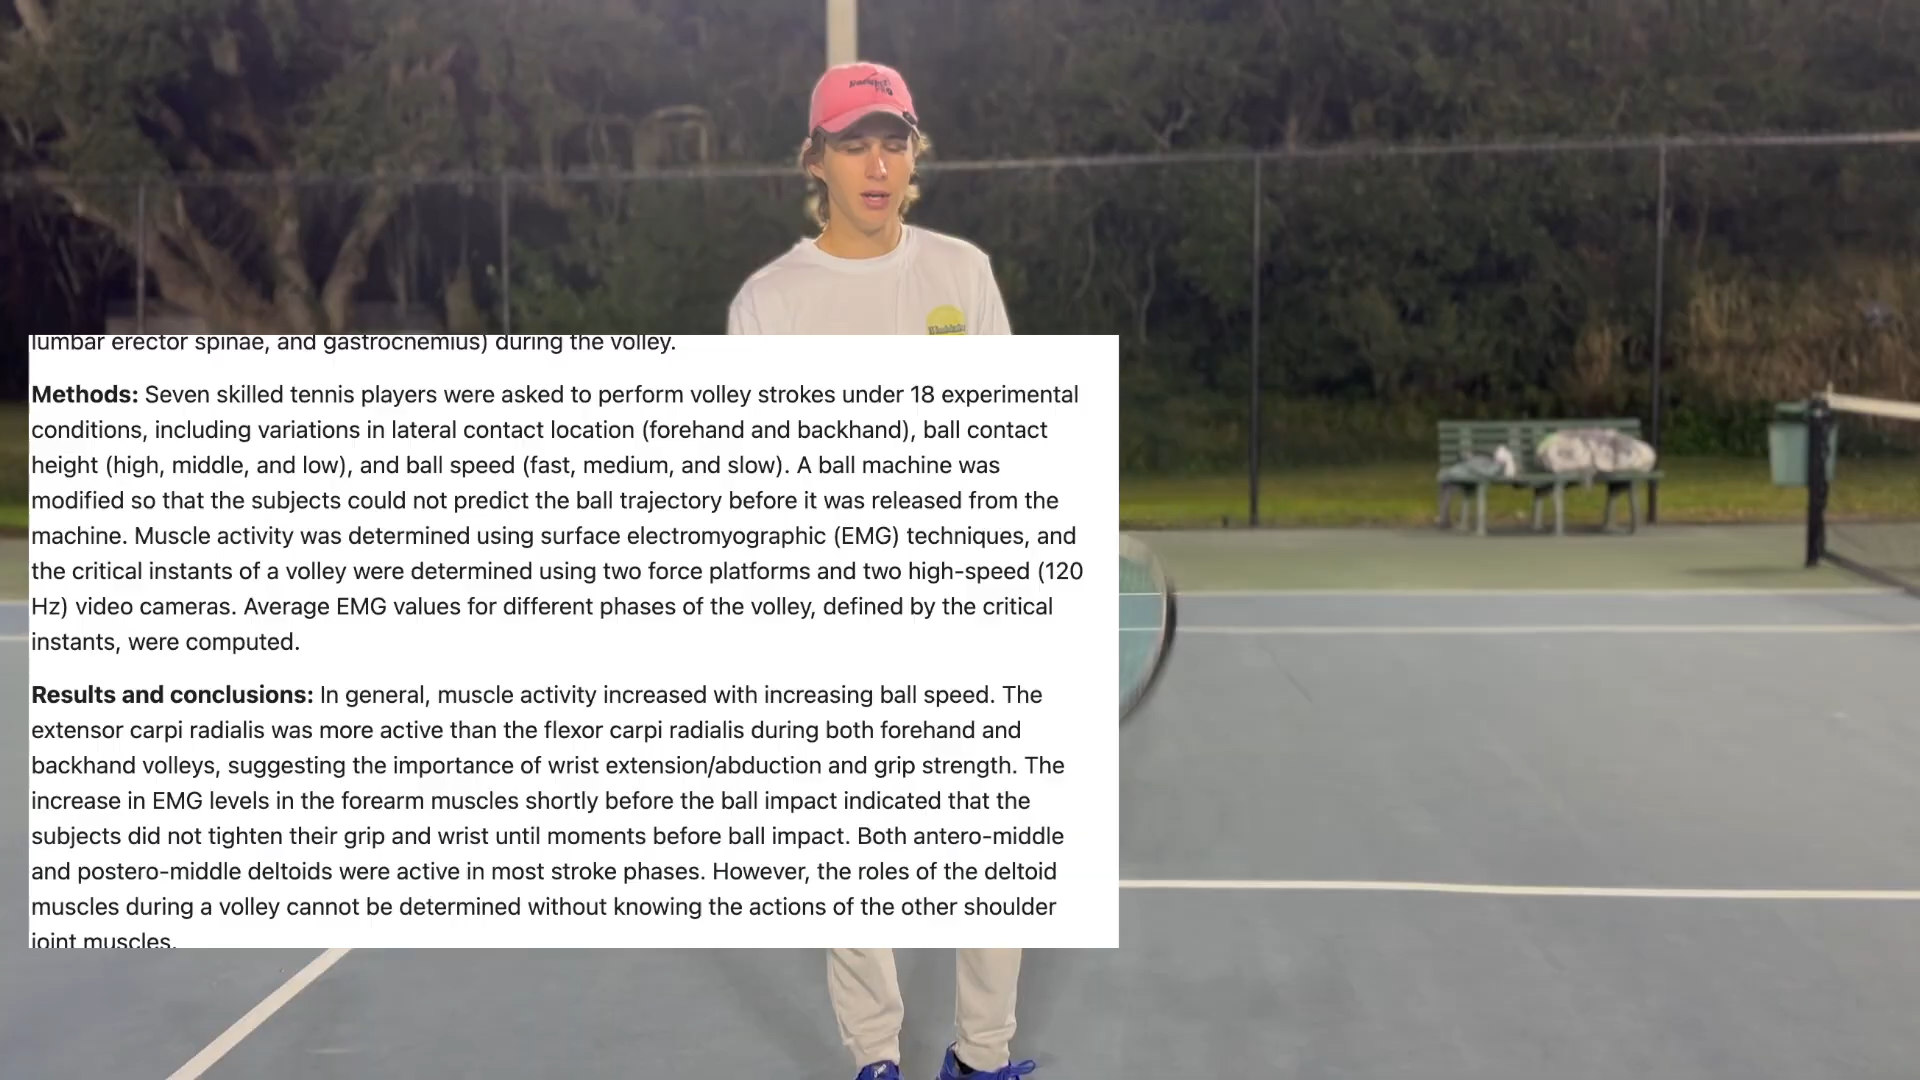 lumbar erector spinae, and gastrocnemius) during the volley.
Methods: Seven skilled tennis players were asked to perform volley strokes under 18 experimental
conditions, including variations in lateral contact location (forehand and backhand), ball contact
height (high, middle, and low), and ball speed (fast, medium, and slow). A ball machine was
modified so that the subjects could not predict the ball trajectory before it was released from the
machine. Muscle activity was determined using surface electromyographic (EMG) techniques, and
the critical instants of a volley were determined using two force platforms and two high-speed (120
Hz) video cameras. Average EMG values for different phases of the volley, defined by the critical
instants, were computed.
Results and conclusions: In general, muscle activity increased with increasing ball speed. The
extensor carpi radialis was more active than the flexor carpi radialis during both forehand and
backhand volleys, suggesting the importance of wrist extension/abduction and grip strength. The
increase in EMG levels in the forearm muscles shortly before the ball impact indicated that the
subjects did not tighten their grip and wrist until moments before ball impact. Both antero-middle
and postero-middle deltoids were active in most stroke phases. However, the roles of the deltoid
muscles during a volley cannot be determined without knowing the actions of the other shoulder
joint muscles.